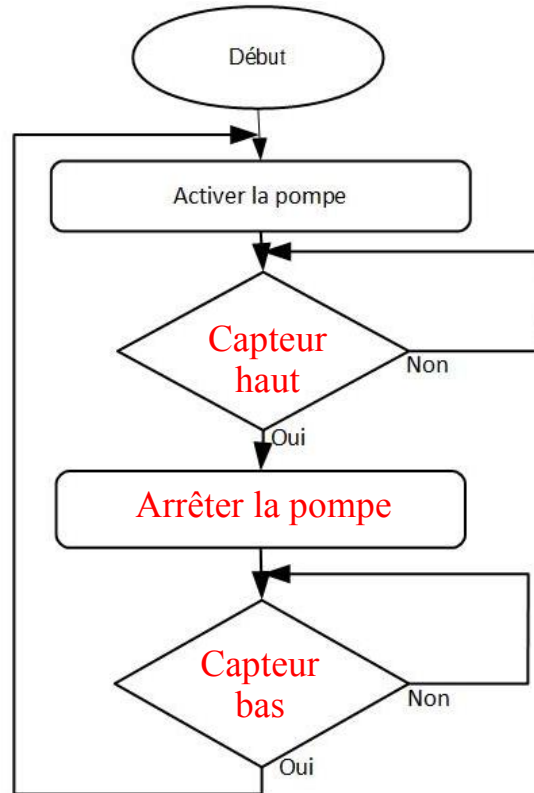 Début
Activer la pompe
Capteur
haut
Non
Oui
Arrêter la pompe
Capteur
bas
Non
Oui